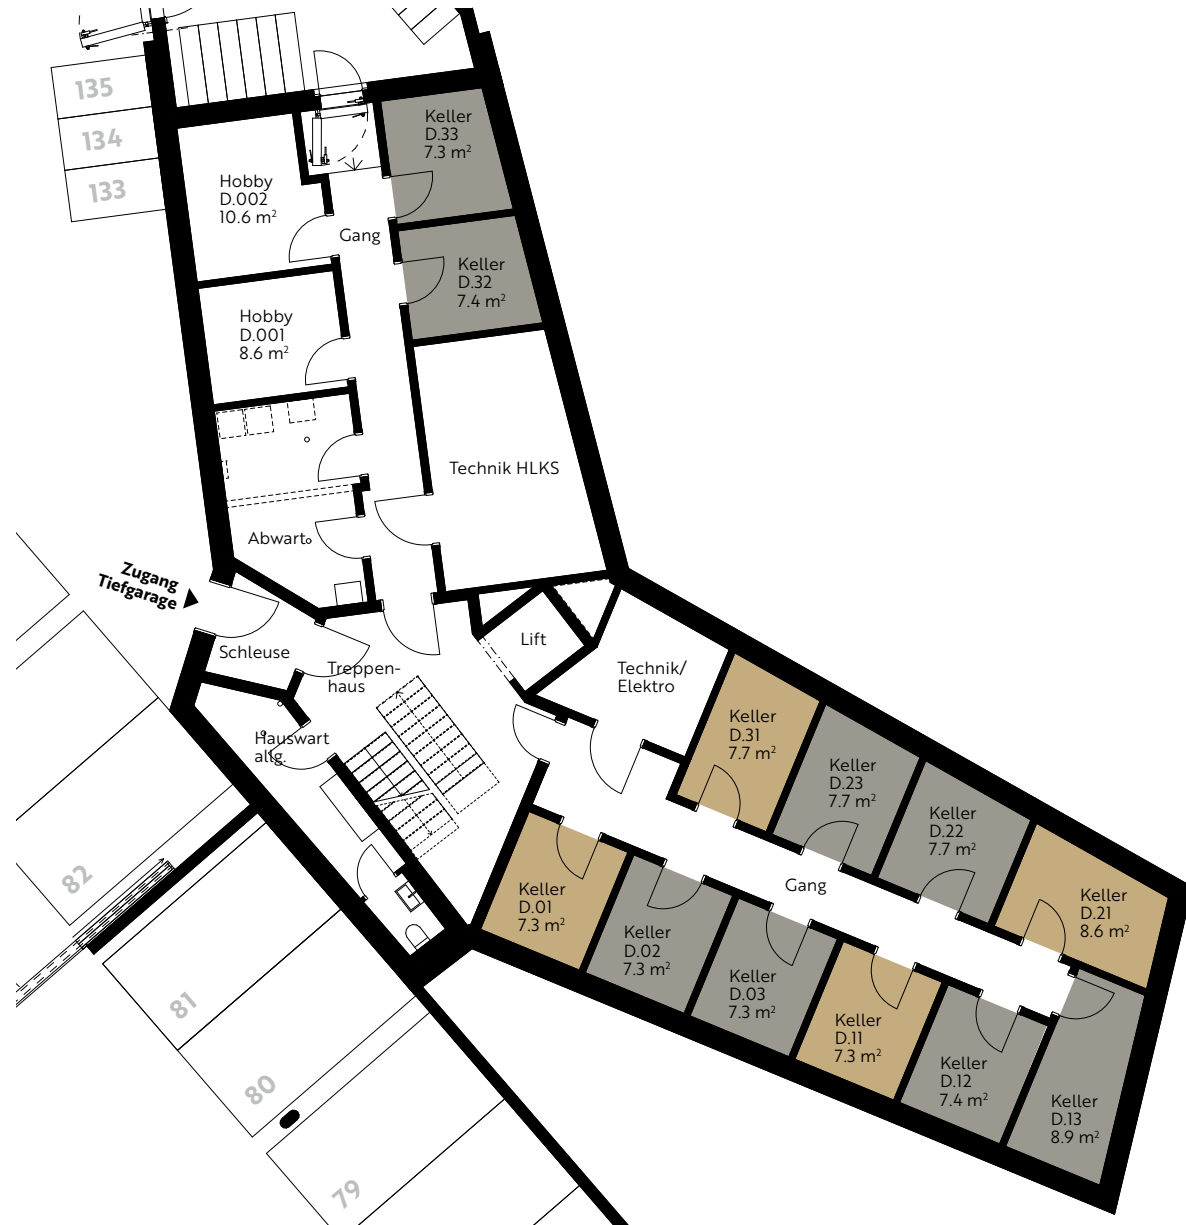 135
134
133
Keller
D.33
7.3 m²
Hobby
D.002
10.6 m²
Gang
Keller
D.32
7.4 m²
Hobby
D.001
8.6 m²
Technik HLKS
Abwart
Zugang
Tiefgarage
Schleuse
Treppen-
haus
Lift
Technik/
Elektro
Hauswart
allg.
Keller
D.31
7.7 m²
Keller
D.23
7.7 m²
Keller
D.22
7.7 m²
Keller
D.21
8.6 m²
Gang
Keller
D.01
7.3 m²
Keller
D.02
7.3 m²
Keller
D.03
7.3 m²
Keller
D.11
7.3 m²
Keller
D.12
7.4 m²
Keller
D.13
8.9 m²
82
81
80
79